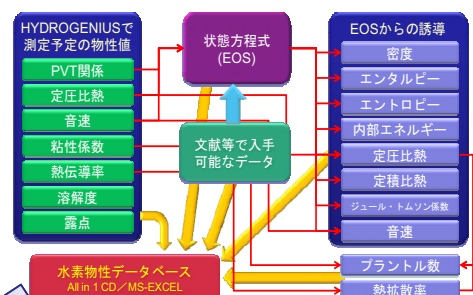 HYDROGENIUSで
測定予定の物性値
PVT関係
定圧比熱
音速
粘性係数
熱伝導率
溶解度
露点
状態方程式
(EOS)
文献等で入手
可能なデータ
EOSからの誘導
密度
エンタルピー
エントロピー
内部エネルギー
定圧比熱
定積比熱
ジュール・トムソン係数
音速
プラントル数
熱拡散率
水素物性データベース
All in 1 CD／MS-EXCEL